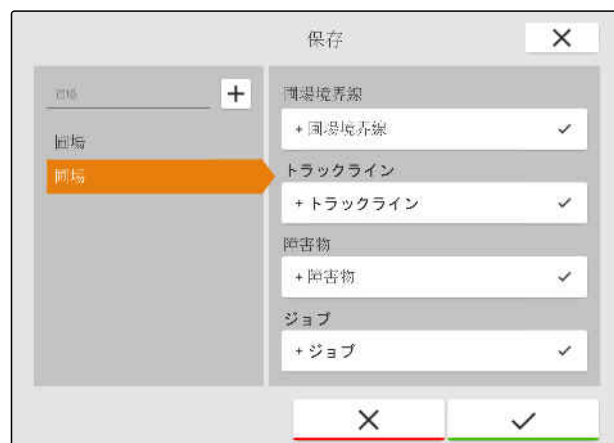 保存
圃場
圃場
圃場境界線
+ 圃場境界線
トラックライン
+ トラックライン
障害物
+ 障害物
ジョブ
+ ジョブ